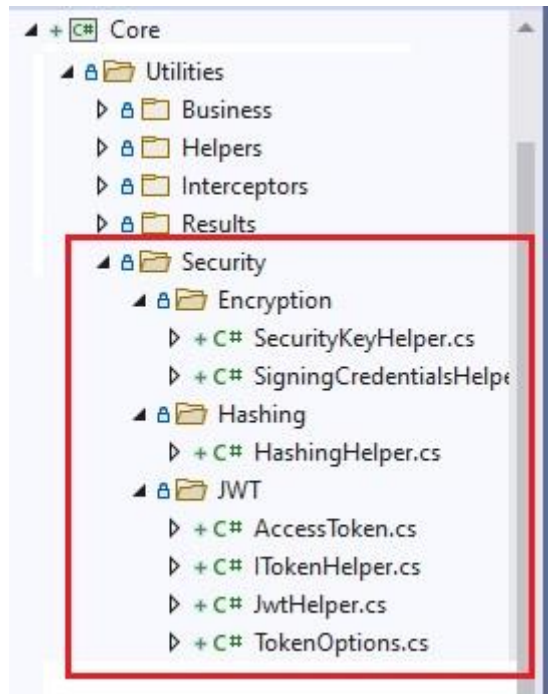 C# Core
Utilities
Business
Helpers
Interceptors
Results
Security
Encryption
C# SecurityKeyHelper.cs
C# SigningCredentialsHelpe
Hashing
C# HashingHelper.cs
JWT
C# AccessToken.cs
C# ITokenHelper.cs
C# JwtHelper.cs
C# TokenOptions.cs